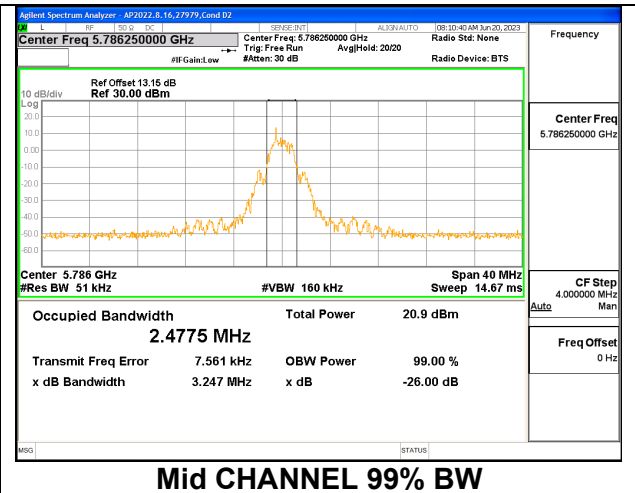 Agilent Spectrum Analyzer - AP2022.8.16,27979,Cond D2
L RF 50 Ω DC SENSE:INT ALIGN AUTO 08:10:40 AM Jun 20, 2023
Center Freq 5.786250000 GHz
Center Freq: 5.786250000 GHz
Radio Std: None
Trig: Free Run Avg|Hold: 20/20
#IFGain:Low
#Atten: 30 dB
Radio Device: BTS
Frequency
Ref Offset 13.15 dB
10 dB/div Ref 30.00 dBm
Log
20.0
10.0
0.00
-10.0
-20.0
-30.0
-40.0
-50.0
-60.0
Center Freq
5.786250000 GHz
Center 5.786 GHz Span 40 MHz
#Res BW 51 kHz #VBW 160 kHz Sweep 14.67 ms
CF Step
4.000000 MHz
Auto Man
Freq Offset
0 Hz
Occupied Bandwidth Total Power 20.9 dBm
2.4775 MHz
Transmit Freq Error 7.561 kHz OBW Power 99.00 %
x dB Bandwidth 3.247 MHz x dB -26.00 dB
MSG STATUS
Mid CHANNEL 99% BW